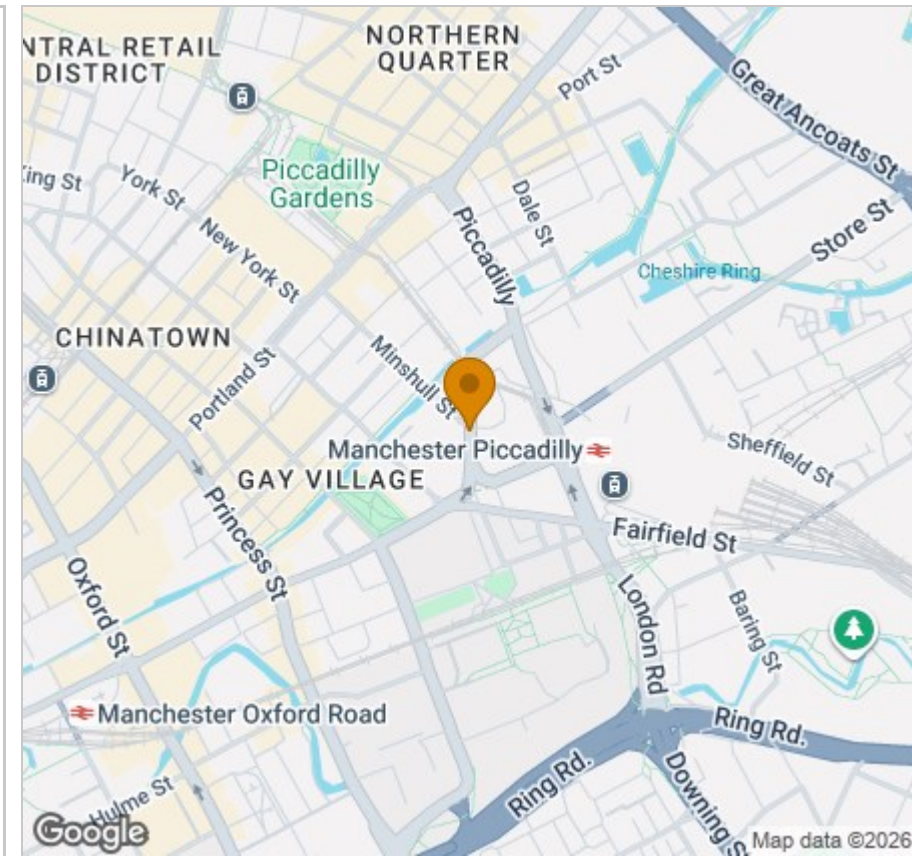 NTRAL RETAIL
DISTRICT
NORTHERN
QUARTER
Port St
Great Ancoats St
Piccadilly
Gardens
King St
York St
New York St
Dale St
Piccadilly
Store St
Cheshire Ring
CHINATOWN
Portland St
Minshull St
Manchester Piccadilly
Sheffield St
GAY VILLAGE
Princess St
Fairfield St
Oxford St
London Rd
Baring St
Manchester Oxford Road
Ring Rd.
Ring Rd.
Hulme St
Downing St
Google
Map data ©2026